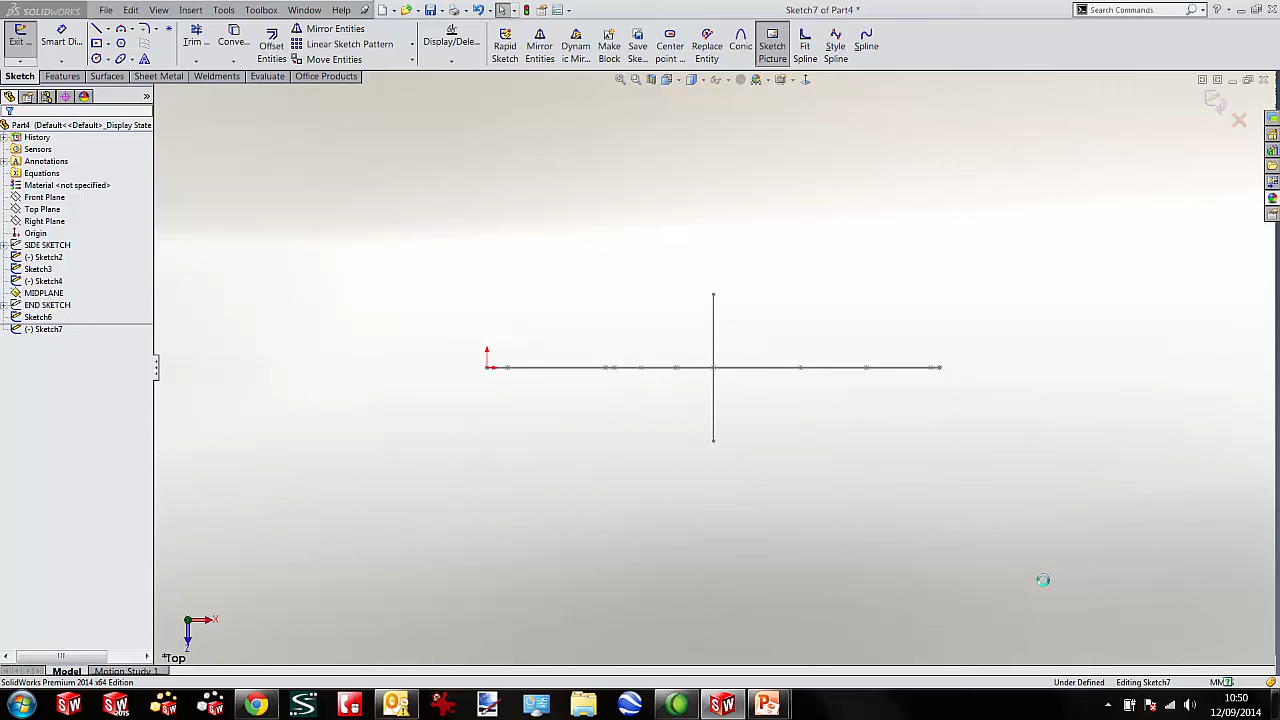 SOLIDWORKS File Edit View Insert Tools Toolbox Window Help Sketch7 of Part4 * Search Commands
Exit ... Smart Di... Trim ... Conve... Offset Entities Mirror Entities Linear Sketch Pattern Move Entities Display/Dele... Rapid Sketch Mirror Entities Dynam ic Mir... Make Block Save Ske... Center point ... Replace Entity Conic Sketch Picture Fit Spline Style Spline Spline
Sketch Features Surfaces Sheet Metal Weldments Evaluate Office Products
Part4 (Default<<Default>_Display State
History
Sensors
Annotations
Equations
Material <not specified>
Front Plane
Top Plane
Right Plane
Origin
SIDE SKETCH
(-) Sketch2
Sketch3
(-) Sketch4
MIDPLANE
END SKETCH
Sketch6
(-) Sketch7
X
Z
*Top
Model Motion Study 1
SolidWorks Premium 2014 x64 Edition Under Defined Editing Sketch7
10:50
12/09/2014